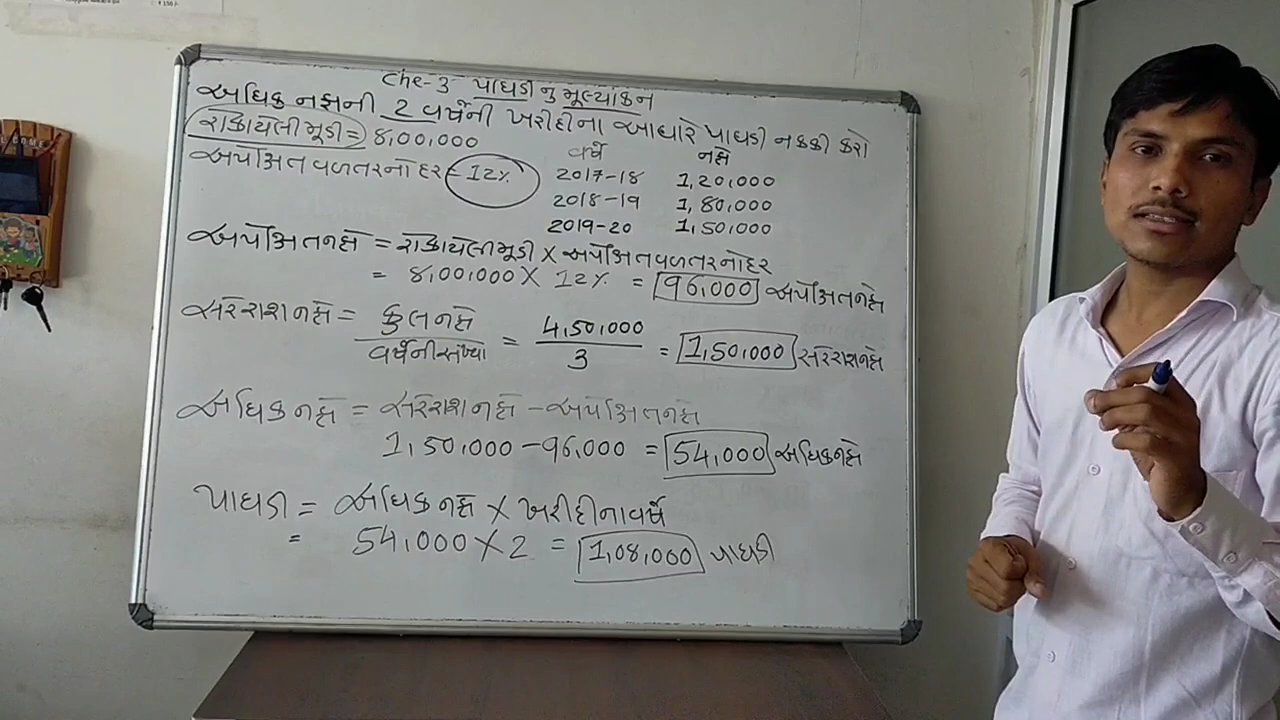 Che-3 પાઘડીનુ મૂલ્યાંકન
અધિક નફાની 2 વર્ષની ખરીદીના આધારે પાઘડી નકકી કરો
રોકાયેલી મૂડી = 8,00,000
અપેક્ષિત વળતરનો દર = 12%
વર્ષ નફો
2017-18 1,20,000
2018-19 1,80,000
2019-20 1,50,000
અપેક્ષિત નફો = રોકાયેલી મૂડી X અપેક્ષિત વળતરનો દર
= 8,00,000 X 12% = 96,000 અપેક્ષિત નફો
સરેરાશ નફો = કુલ નફો / વર્ષની સંખ્યા = 4,50,000 / 3 = 1,50,000 સરેરાશ નફો
અધિક નફો = સરેરાશ નફો - અપેક્ષિત નફો
1,50,000 - 96,000 = 54,000 અધિક નફો
પાઘડી = અધિક નફો X ખરીદીના વર્ષ
= 54,000 X 2 = 1,08,000 પાઘડી